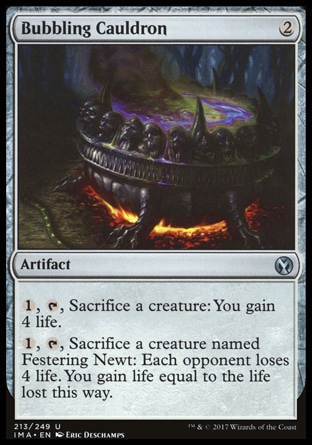 Bubbling Cauldron 2
Artifact
1, T, Sacrifice a creature: You gain
4 life.
1, T, Sacrifice a creature named
Festering Newt: Each opponent loses
4 life. You gain life equal to the life
lost this way.
213/249 U
IMA • EN Eric Deschamps
™ & © 2017 Wizards of the Coast